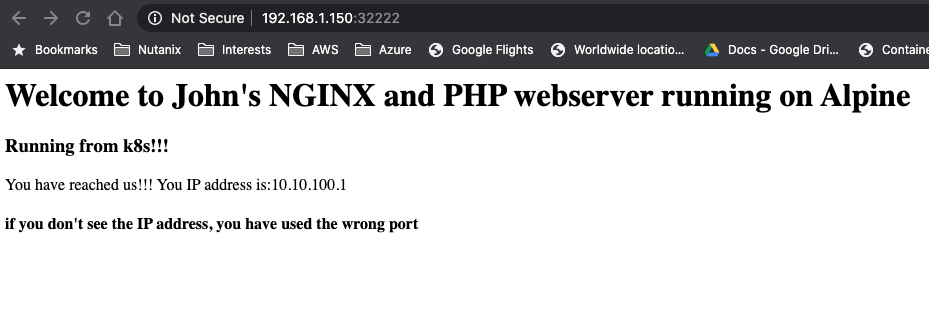 Not Secure 192.168.1.150:32222
Bookmarks Nutanix Interests AWS Azure Google Flights Worldwide locatio... Docs - Google Dri... Containe
Welcome to John's NGINX and PHP webserver running on Alpine
Running from k8s!!!
You have reached us!!! You IP address is:10.10.100.1
if you don't see the IP address, you have used the wrong port